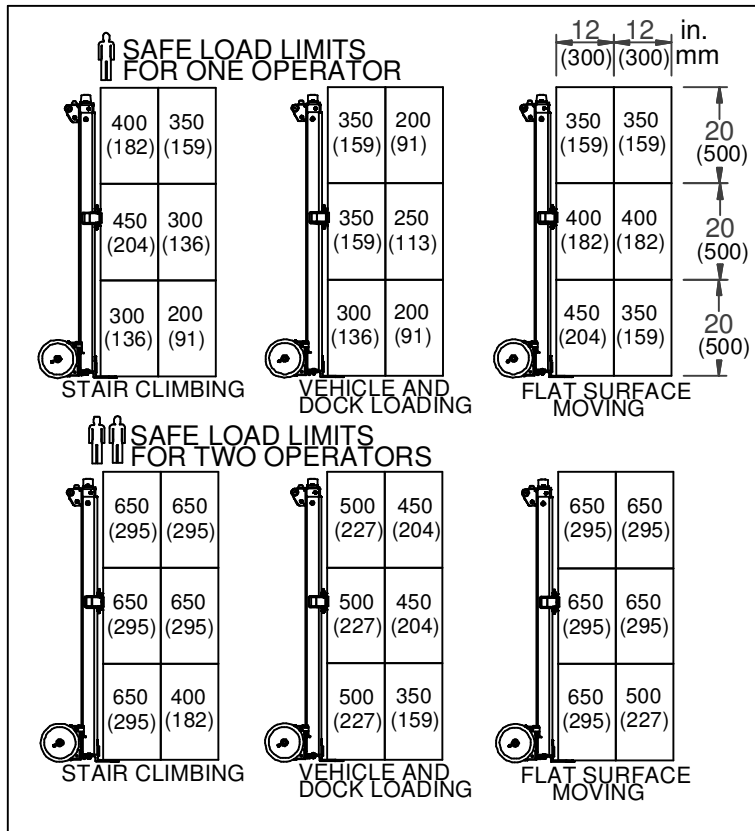 SAFE LOAD LIMITS
FOR ONE OPERATOR
12 12 in.
(300) (300) mm
400 350
(182) (159)
450 300
(204) (136)
300 200
(136) (91)
STAIR CLIMBING
350 200
(159) (91)
350 250
(159) (113)
300 200
(136) (91)
VEHICLE AND
DOCK LOADING
350 350
(159) (159)
400 400
(182) (182)
450 350
(204) (159)
FLAT SURFACE
MOVING
20
(500)
20
(500)
20
(500)
SAFE LOAD LIMITS
FOR TWO OPERATORS
650 650
(295) (295)
650 650
(295) (295)
650 400
(295) (182)
STAIR CLIMBING
500 450
(227) (204)
500 450
(227) (204)
500 350
(227) (159)
VEHICLE AND
DOCK LOADING
650 650
(295) (295)
650 650
(295) (295)
650 500
(295) (227)
FLAT SURFACE
MOVING